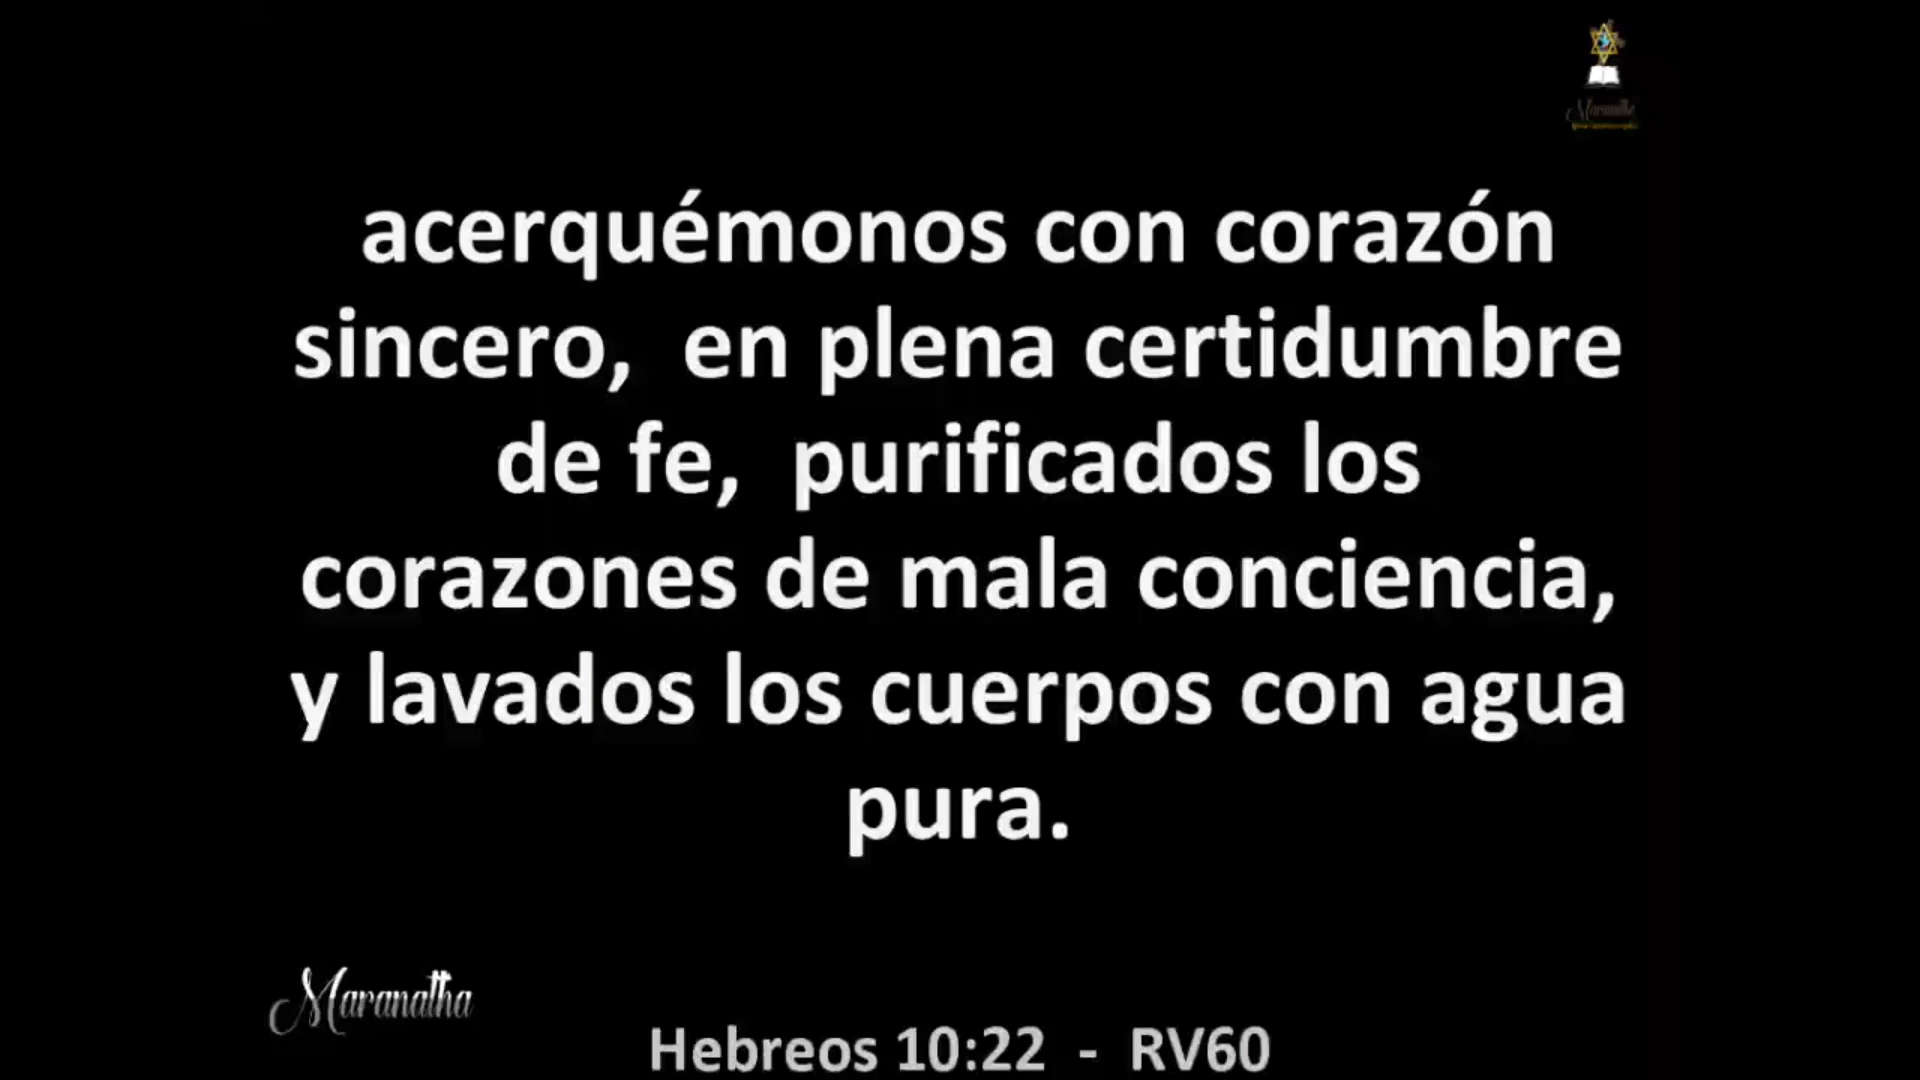 Maranatha
acerquémonos con corazón
sincero, en plena certidumbre
de fe, purificados los
corazones de mala conciencia,
y lavados los cuerpos con agua
pura.
Maranatha
Hebreos 10:22 - RV60